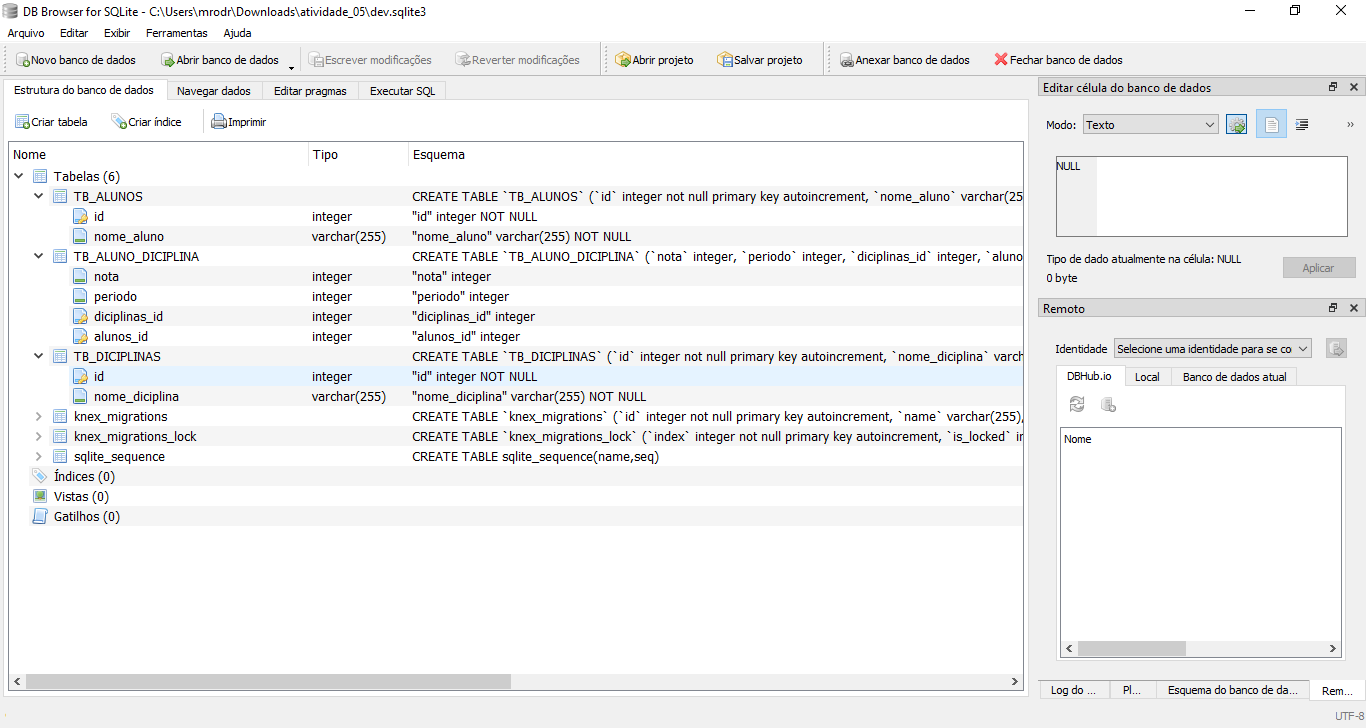 DB Browser for SQLite - C:\Users\mrodr\Downloads\atividade_05\dev.sqlite3
Arquivo Editar Exibir Ferramentas Ajuda
Novo banco de dados Abrir banco de dados Escrever modificações Reverter modificações Abrir projeto Salvar projeto Anexar banco de dados Fechar banco de dados
Estrutura do banco de dados Navegar dados Editar pragmas Executar SQL
Criar tabela Criar índice Imprimir
Nome Tipo Esquema
Tabelas (6)
TB_ALUNOS CREATE TABLE `TB_ALUNOS` (`id` integer not null primary key autoincrement, `nome_aluno` varchar(25
id integer "id" integer NOT NULL
nome_aluno varchar(255) "nome_aluno" varchar(255) NOT NULL
TB_ALUNO_DICIPLINA CREATE TABLE `TB_ALUNO_DICIPLINA` (`nota` integer, `periodo` integer, `diciplinas_id` integer, `aluno
nota integer "nota" integer
periodo integer "periodo" integer
diciplinas_id integer "diciplinas_id" integer
alunos_id integer "alunos_id" integer
TB_DICIPLINAS CREATE TABLE `TB_DICIPLINAS` (`id` integer not null primary key autoincrement, `nome_diciplina` varch
id integer "id" integer NOT NULL
nome_diciplina varchar(255) "nome_diciplina" varchar(255) NOT NULL
knex_migrations CREATE TABLE `knex_migrations` (`id` integer not null primary key autoincrement, `name` varchar(255),
knex_migrations_lock CREATE TABLE `knex_migrations_lock` (`index` integer not null primary key autoincrement, `is_locked` in
sqlite_sequence CREATE TABLE sqlite_sequence(name,seq)
Índices (0)
Vistas (0)
Gatilhos (0)
Editar célula do banco de dados
Modo: Texto
NULL
Tipo de dado atualmente na célula: NULL
0 byte
Aplicar
Remoto
Identidade Selecione uma identidade para se co
DBHub.io Local Banco de dados atual
Nome
Log do ... Pl... Esquema do banco de da... Rem...
UTF-8